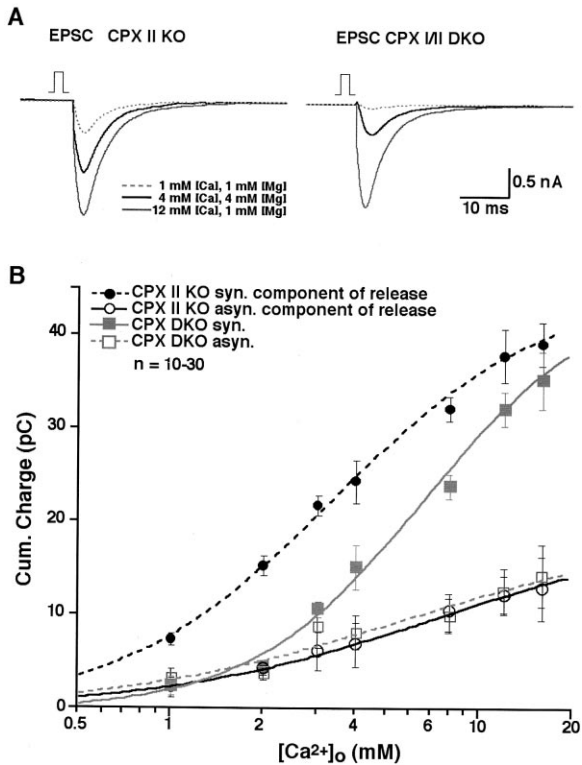 A
EPSC CPX II KO
EPSC CPX I/II DKO
1 mM [Ca], 1 mM [Mg]
4 mM [Ca], 4 mM [Mg]
12 mM [Ca], 1 mM [Mg]
0.5 nA
10 ms
B
CPX II KO syn. component of release
CPX II KO asyn. component of release
CPX DKO syn.
CPX DKO asyn.
n = 10-30
Cum. Charge (pC)
40
30
20
10
0
0.5 1 2 4 6 8 10 20
[Ca²⁺]o (mM)